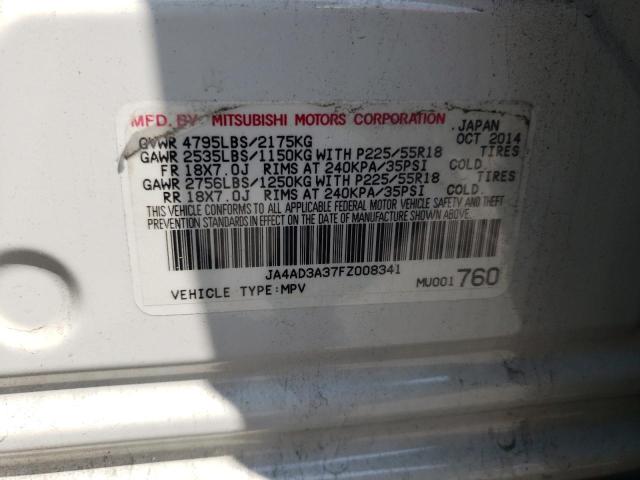 MFD. BY MITSUBISHI MOTORS CORPORATION JAPAN
GVWR 4795LBS/2175KG OCT 2014
GAWR 2535LBS/1150KG WITH P225/55R18 TIRES
FR 18X7.0J RIMS AT 240KPA/35PSI COLD.
GAWR 2756LBS/1250KG WITH P225/55R18 TIRES
RR 18X7.0J RIMS AT 240KPA/35PSI COLD.
THIS VEHICLE CONFORMS TO ALL APPLICABLE FEDERAL MOTOR VEHICLE SAFETY AND THEFT
PREVENTION STANDARDS IN EFFECT ON THE DATE OF MANUFACTURE SHOWN ABOVE.
JA4AD3A37FZ008341
VEHICLE TYPE:MPV MU001760